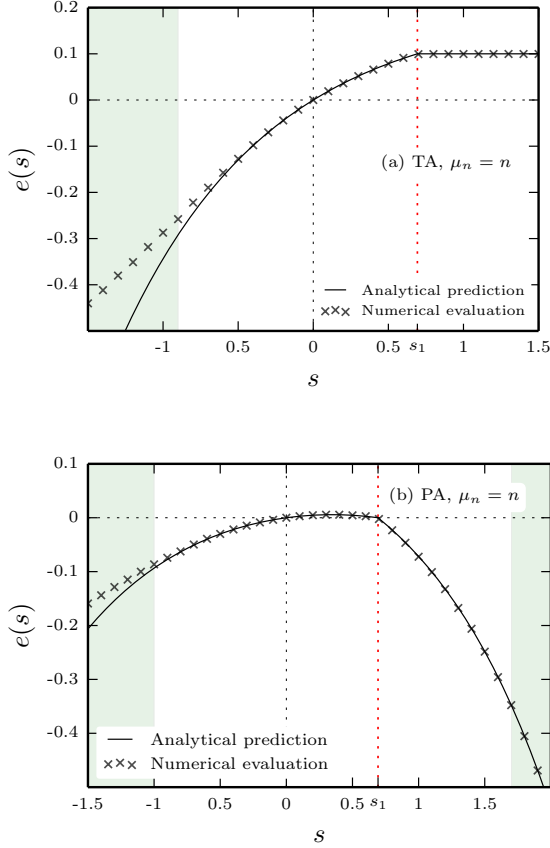 0.2
0.1
0
-0.1
-0.2
-0.3
-0.4
e(s)
(a) TA, μₙ = n
Analytical prediction
××× Numerical evaluation
-1
0.5
0
0.5
s₁
1
1.5
s
0.1
0
-0.1
-0.2
-0.3
-0.4
e(s)
(b) PA, μₙ = n
Analytical prediction
××× Numerical evaluation
-1.5
-1
0.5
0
0.5
s₁
1
1.5
s